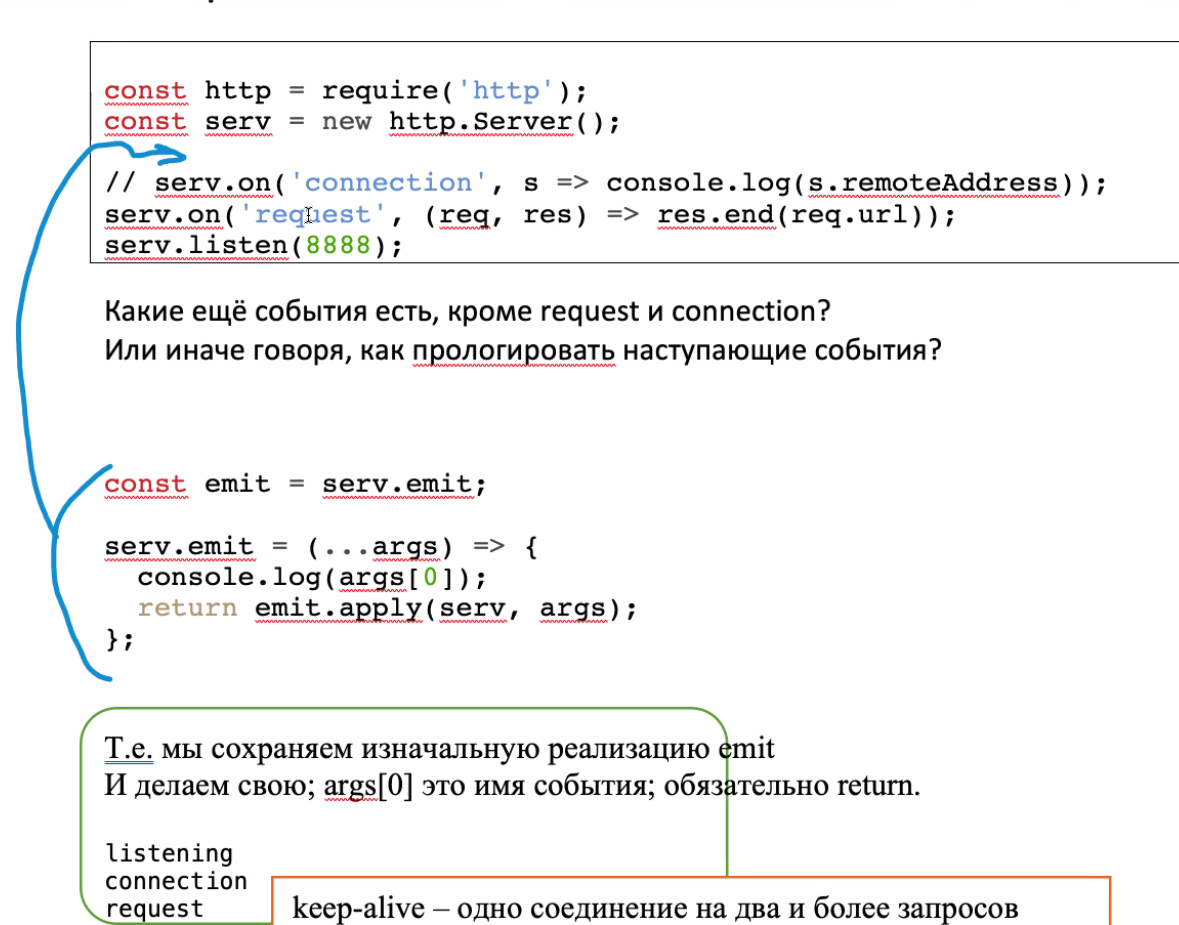 const http = require('http');
const serv = new http.Server();
// serv.on('connection', s => console.log(s.remoteAddress));
serv.on('request', (req, res) => res.end(req.url));
serv.listen(8888);
Какие ещё события есть, кроме request и connection?
Или иначе говоря, как прологировать наступающие события?
const emit = serv.emit;
serv.emit = (...args) => {
  console.log(args[0]);
  return emit.apply(serv, args);
};
Т.е. мы сохраняем изначальную реализацию emit
И делаем свою; args[0] это имя события; обязательно return.
listening
connection
request
keep-alive – одно соединение на два и более запросов